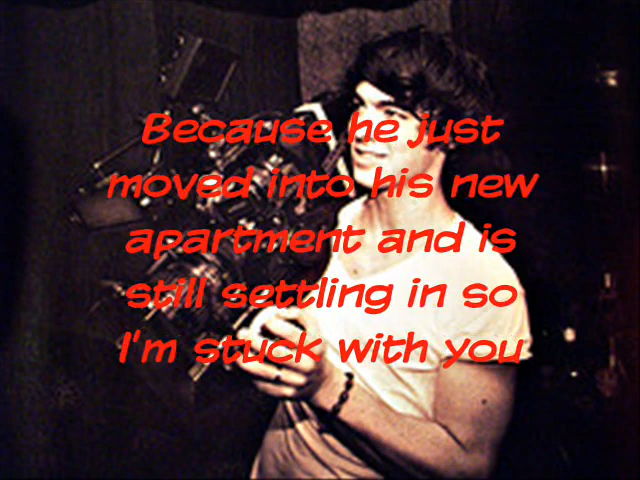 Because he just
moved into his new
apartment and is
still settling in so
I'm stuck with you